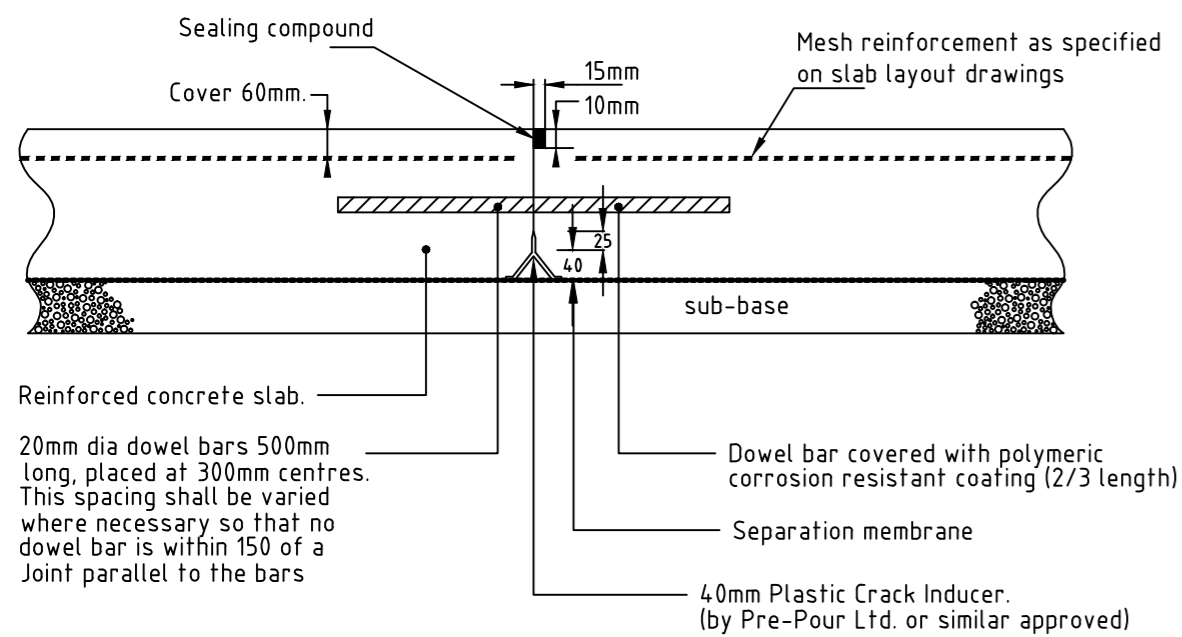 Sealing compound
Mesh reinforcement as specified
on slab layout drawings
15mm
Cover 60mm.
10mm
25
40
sub-base
Reinforced concrete slab.
20mm dia dowel bars 500mm
long, placed at 300mm centres.
This spacing shall be varied
where necessary so that no
dowel bar is within 150 of a
Joint parallel to the bars
Dowel bar covered with polymeric
corrosion resistant coating (2/3 length)
Separation membrane
40mm Plastic Crack Inducer.
(by Pre-Pour Ltd. or similar approved)